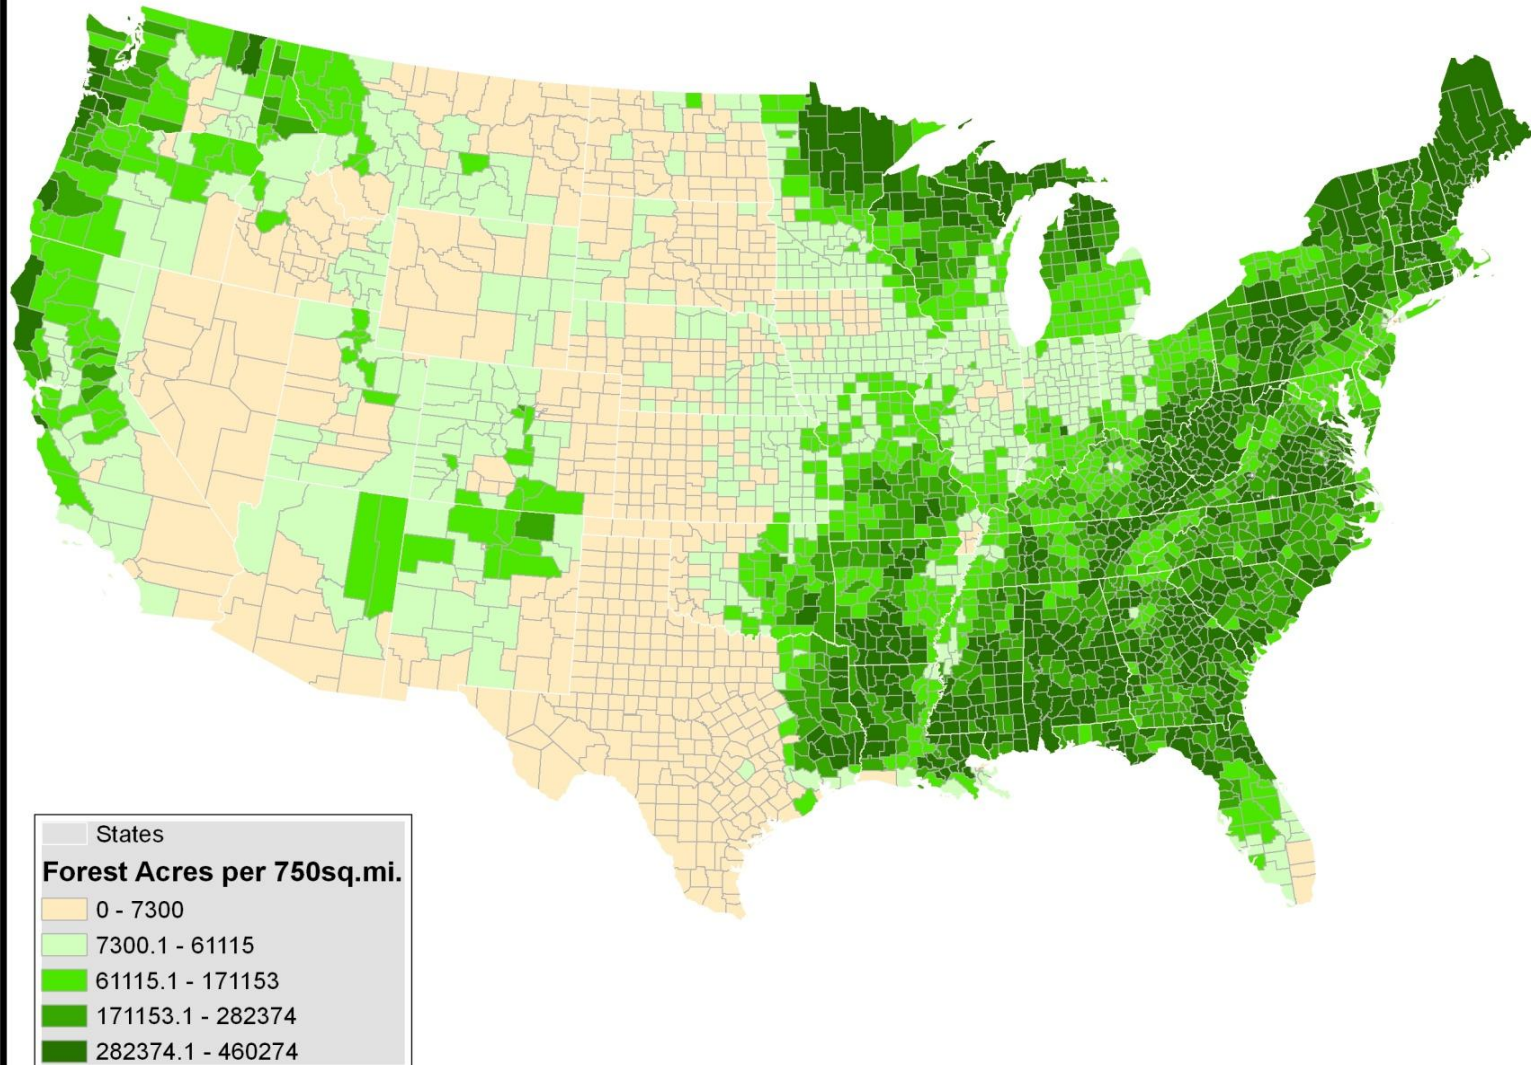 States
Forest Acres per 750sq.mi.
0 - 7300
7300.1 - 61115
61115.1 - 171153
171153.1 - 282374
282374.1 - 460274